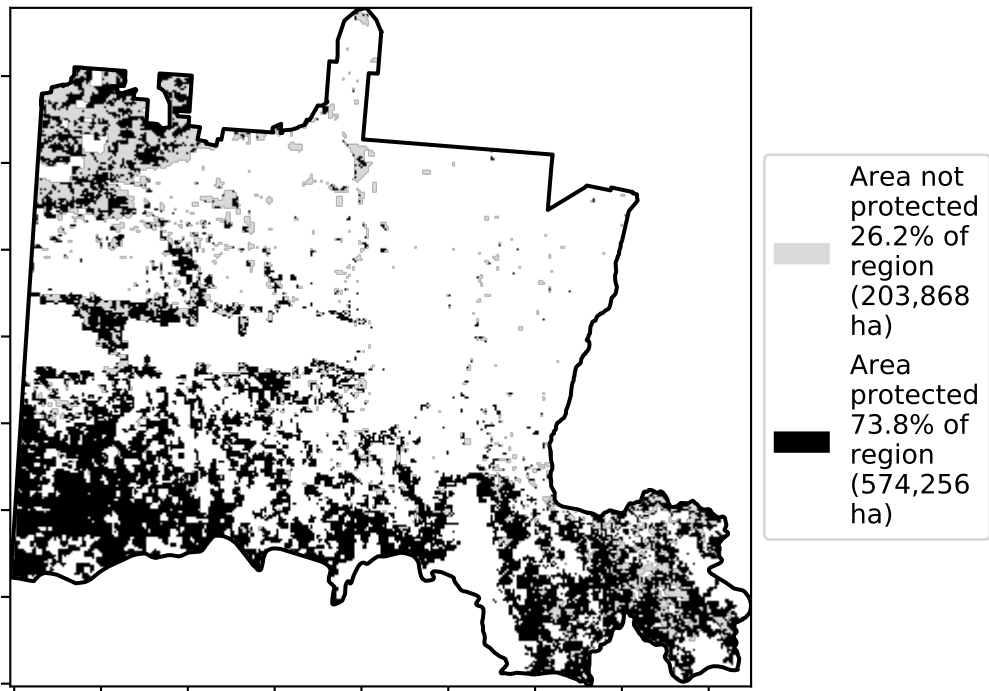 Area not
protected
26.2% of
region
(203,868
ha)
Area
protected
73.8% of
region
(574,256
ha)